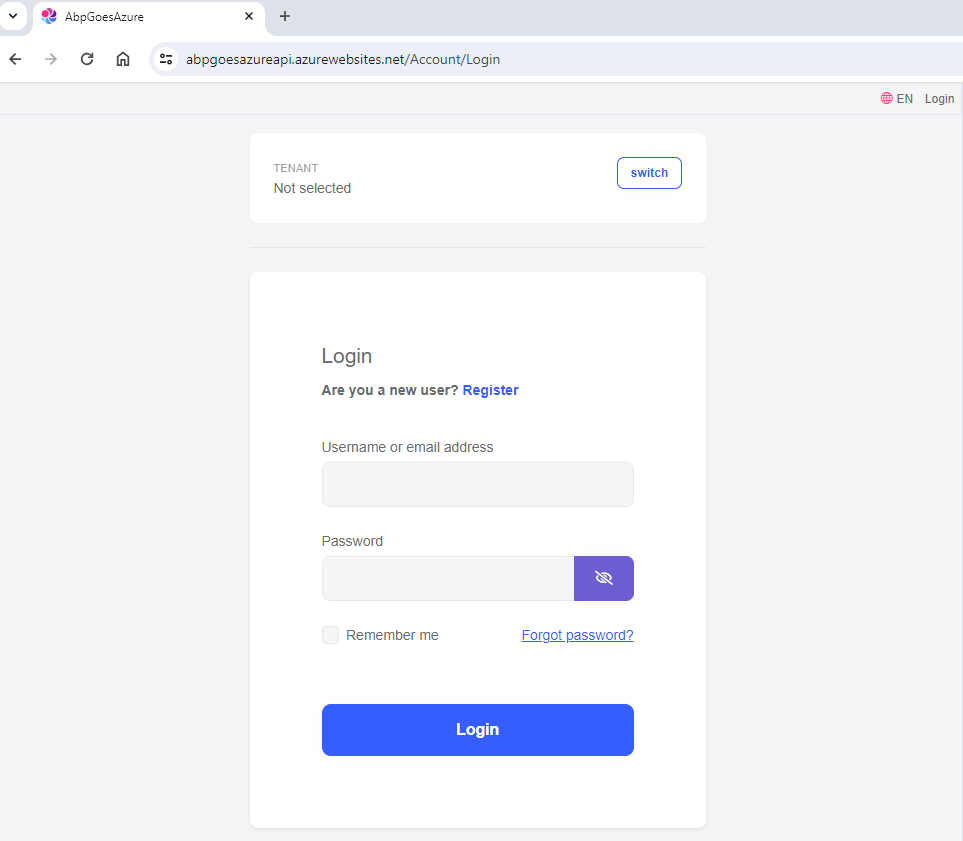 AbpGoesAzure
abpgoesazureapi.azurewebsites.net/Account/Login
EN Login
TENANT
Not selected
switch
Login
Are you a new user? Register
Username or email address
Password
Remember me Forgot password?
Login